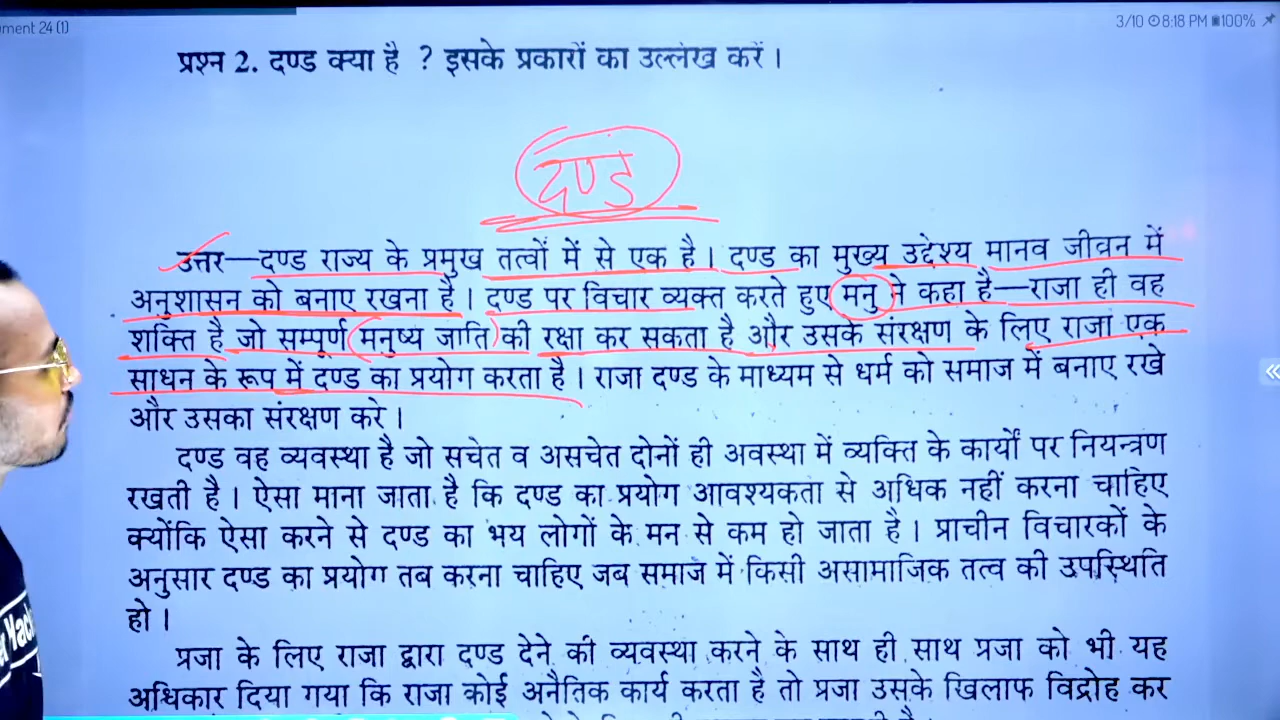 ment 24 (1)
3/10 8:18 PM 100%
प्रश्न 2. दण्ड क्या है ? इसके प्रकारों का उल्लेख करें ।
दण्ड
उत्तर—दण्ड राज्य के प्रमुख तत्वों में से एक है । दण्ड का मुख्य उद्देश्य मानव जीवन में
अनुशासन को बनाए रखना है । दण्ड पर विचार व्यक्त करते हुए मनु ने कहा है—राजा ही वह
शक्ति है जो सम्पूर्ण मनुष्य जाति की रक्षा कर सकता है और उसके संरक्षण के लिए राजा एक
साधन के रूप में दण्ड का प्रयोग करता है । राजा दण्ड के माध्यम से धर्म को समाज में बनाए रखे
और उसका संरक्षण करे ।
दण्ड वह व्यवस्था है जो सचेत व असचेत दोनों ही अवस्था में व्यक्ति के कार्यों पर नियन्त्रण
रखती है । ऐसा माना जाता है कि दण्ड का प्रयोग आवश्यकता से अधिक नहीं करना चाहिए
क्योंकि ऐसा करने से दण्ड का भय लोगों के मन से कम हो जाता है । प्राचीन विचारकों के
अनुसार दण्ड का प्रयोग तब करना चाहिए जब समाज में किसी असामाजिक तत्व की उपस्थिति
हो ।
प्रजा के लिए राजा द्वारा दण्ड देने की व्यवस्था करने के साथ ही साथ प्रजा को भी यह
अधिकार दिया गया कि राजा कोई अनैतिक कार्य करता है तो प्रजा उसके खिलाफ विद्रोह कर